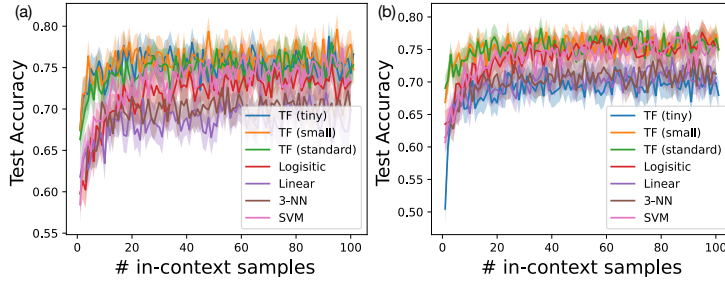 (a)
Test Accuracy
0.80
0.75
0.70
0.65
0.60
0.55
0 20 40 60 80 100
# in-context samples
TF (tiny)
TF (small)
TF (standard)
Logisitic
Linear
3-NN
SVM
(b)
Test Accuracy
0.80
0.75
0.70
0.65
0.60
0.55
0.50
0 20 40 60 80 100
# in-context samples
TF (tiny)
TF (small)
TF (standard)
Logisitic
Linear
3-NN
SVM